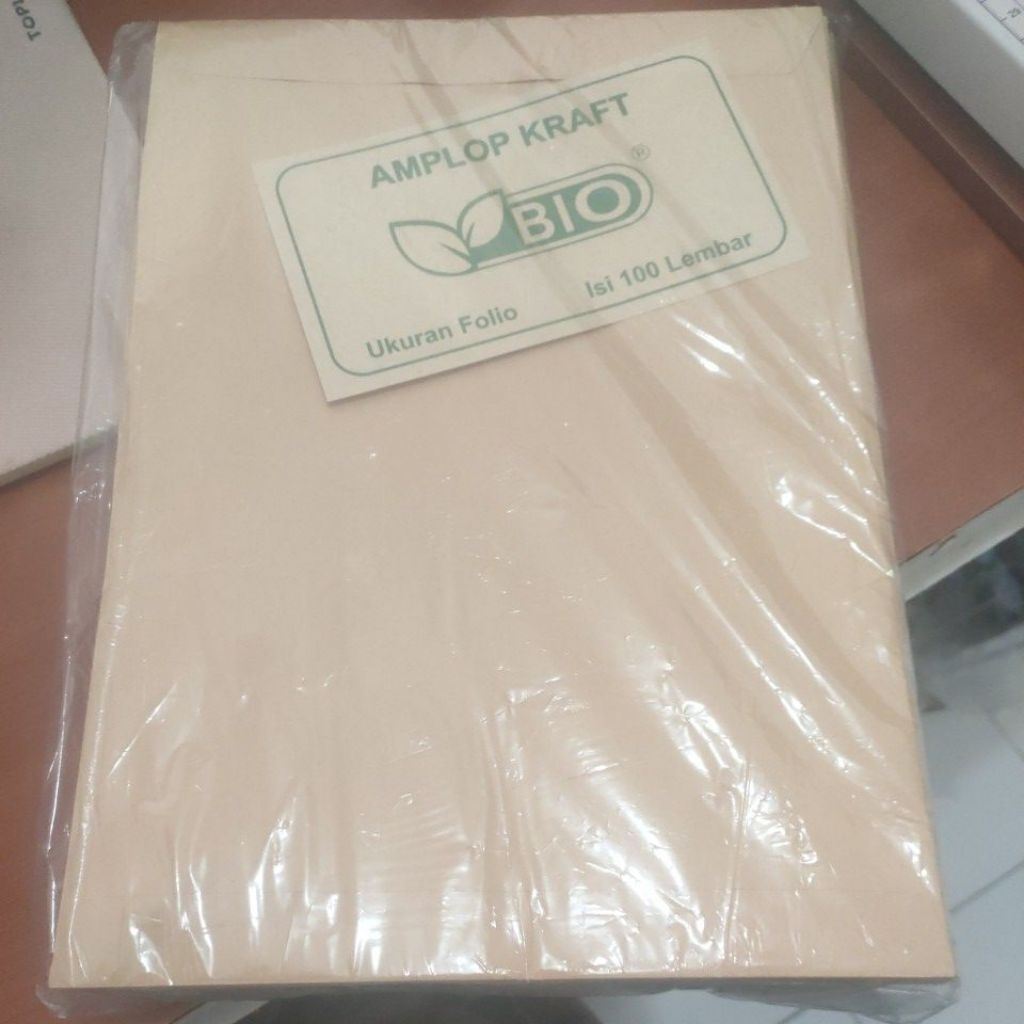 AMPLOP KRAFT
BIO®
Ukuran Folio
Isi 100 Lembar